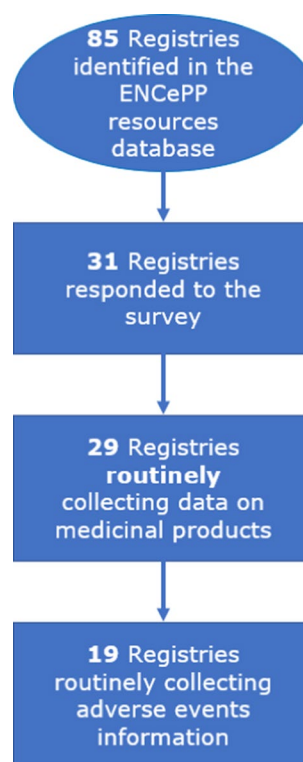 85 Registries
identified in the
ENCePP
resources
database
31 Registries
responded to the
survey
29 Registries
routinely
collecting data on
medicinal products
19 Registries
routinely collecting
adverse events
information